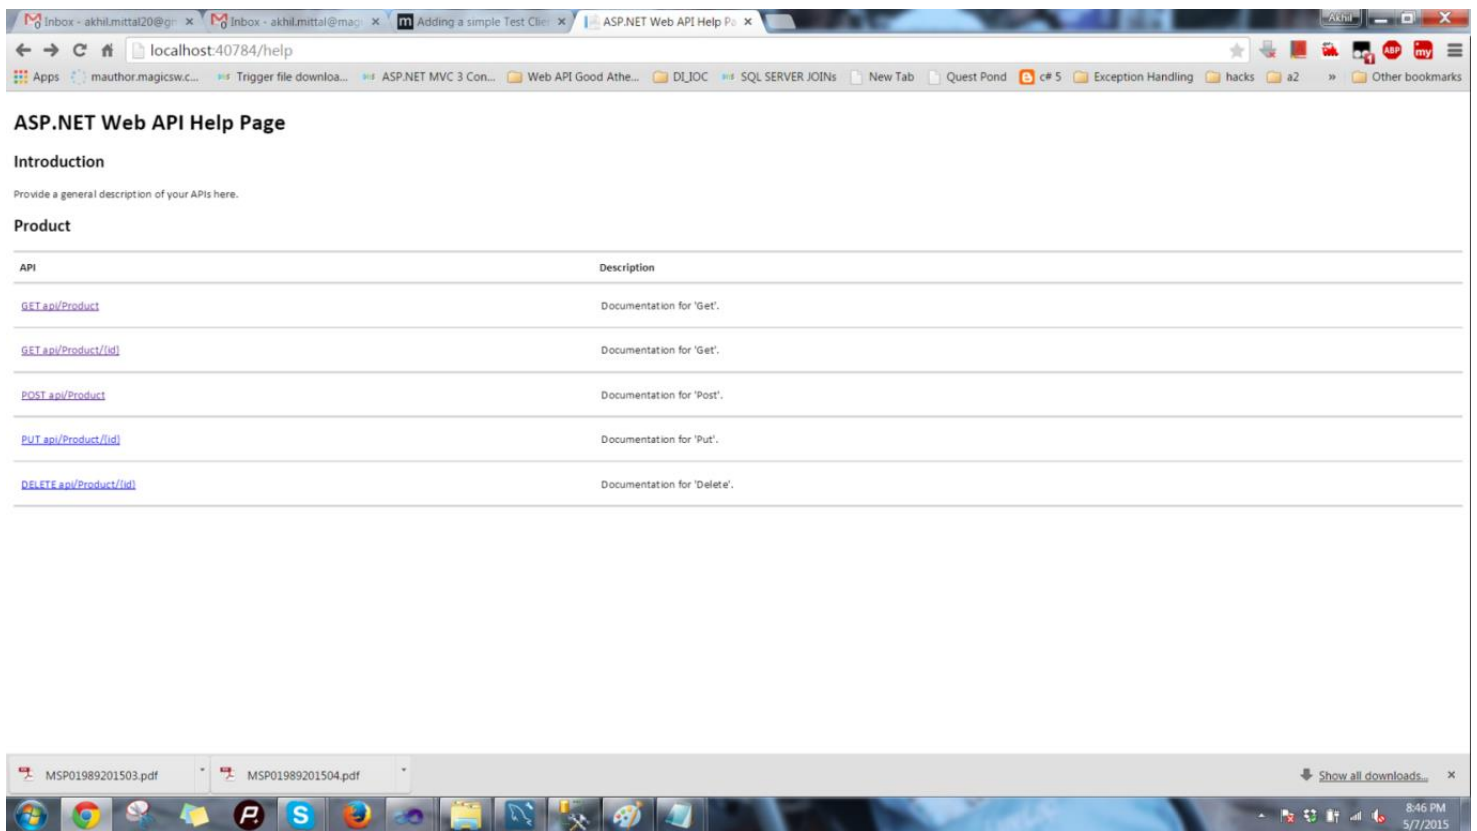 Inbox - akhil.mittal20@g
Inbox - akhil.mittal@mag
Adding a simple Test Clie
ASP.NET Web API Help Pa
Akhil
localhost:40784/help
ABP
my
Apps
mauthor.magicsw.c...
Trigger file downloa...
ASP.NET MVC 3 Con...
Web API Good Athe...
DI_IOC
SQL SERVER JOINs
New Tab
Quest Pond
c# 5
Exception Handling
hacks
a2
»
Other bookmarks
ASP.NET Web API Help Page
Introduction
Provide a general description of your APIs here.
Product
API Description
GET api/Product Documentation for 'Get'.
GET api/Product/{id} Documentation for 'Get'.
POST api/Product Documentation for 'Post'.
PUT api/Product/{id} Documentation for 'Put'.
DELETE api/Product/{id} Documentation for 'Delete'.
MSP01989201503.pdf
MSP01989201504.pdf
Show all downloads...
8:46 PM
5/7/2015